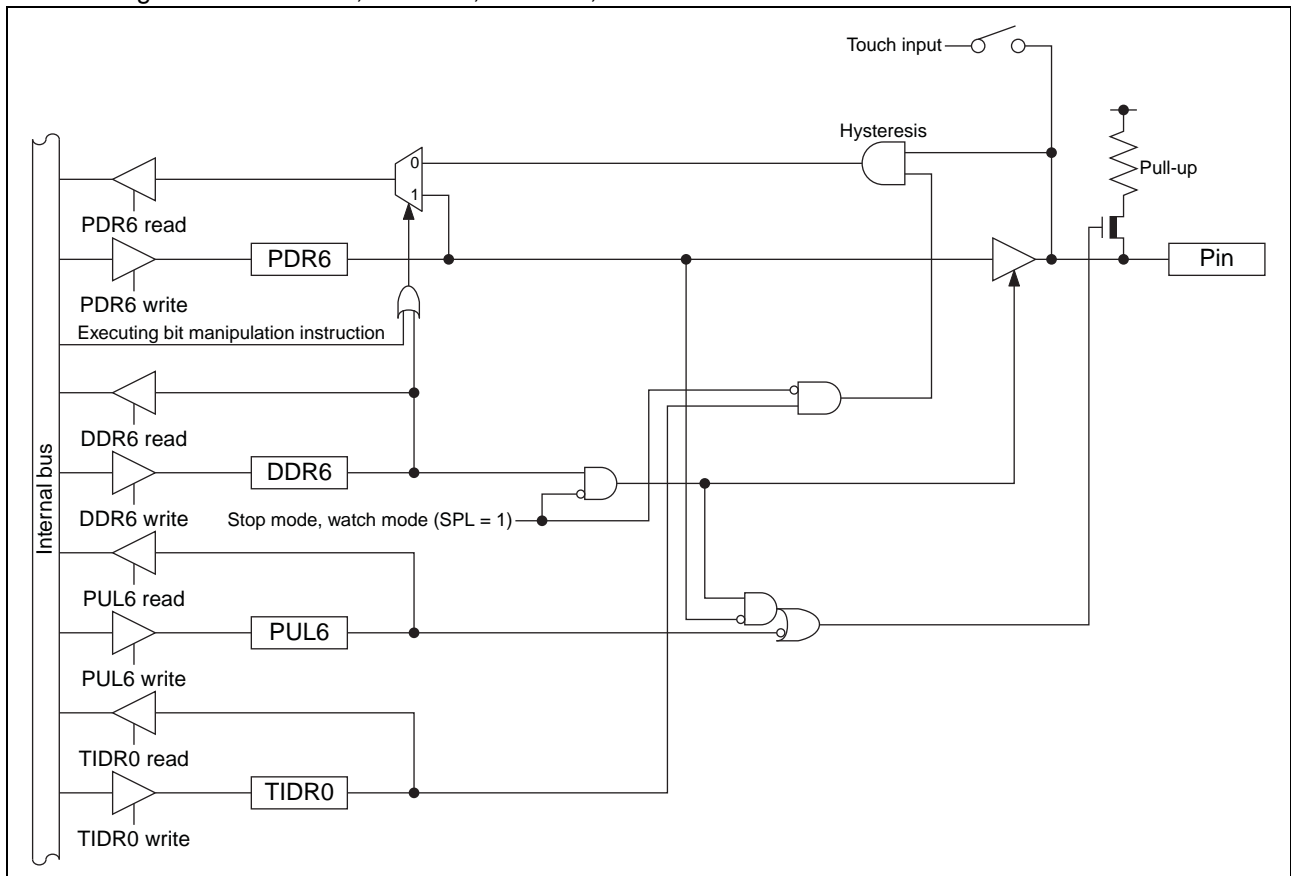 Touch input
Hysteresis
0
Pull-up
1
PDR6 read
PDR6
Pin
PDR6 write
Executing bit manipulation instruction
DDR6 read
Internal bus
DDR6
DDR6 write
Stop mode, watch mode (SPL = 1)
PUL6 read
PUL6
PUL6 write
TIDR0 read
TIDR0
TIDR0 write